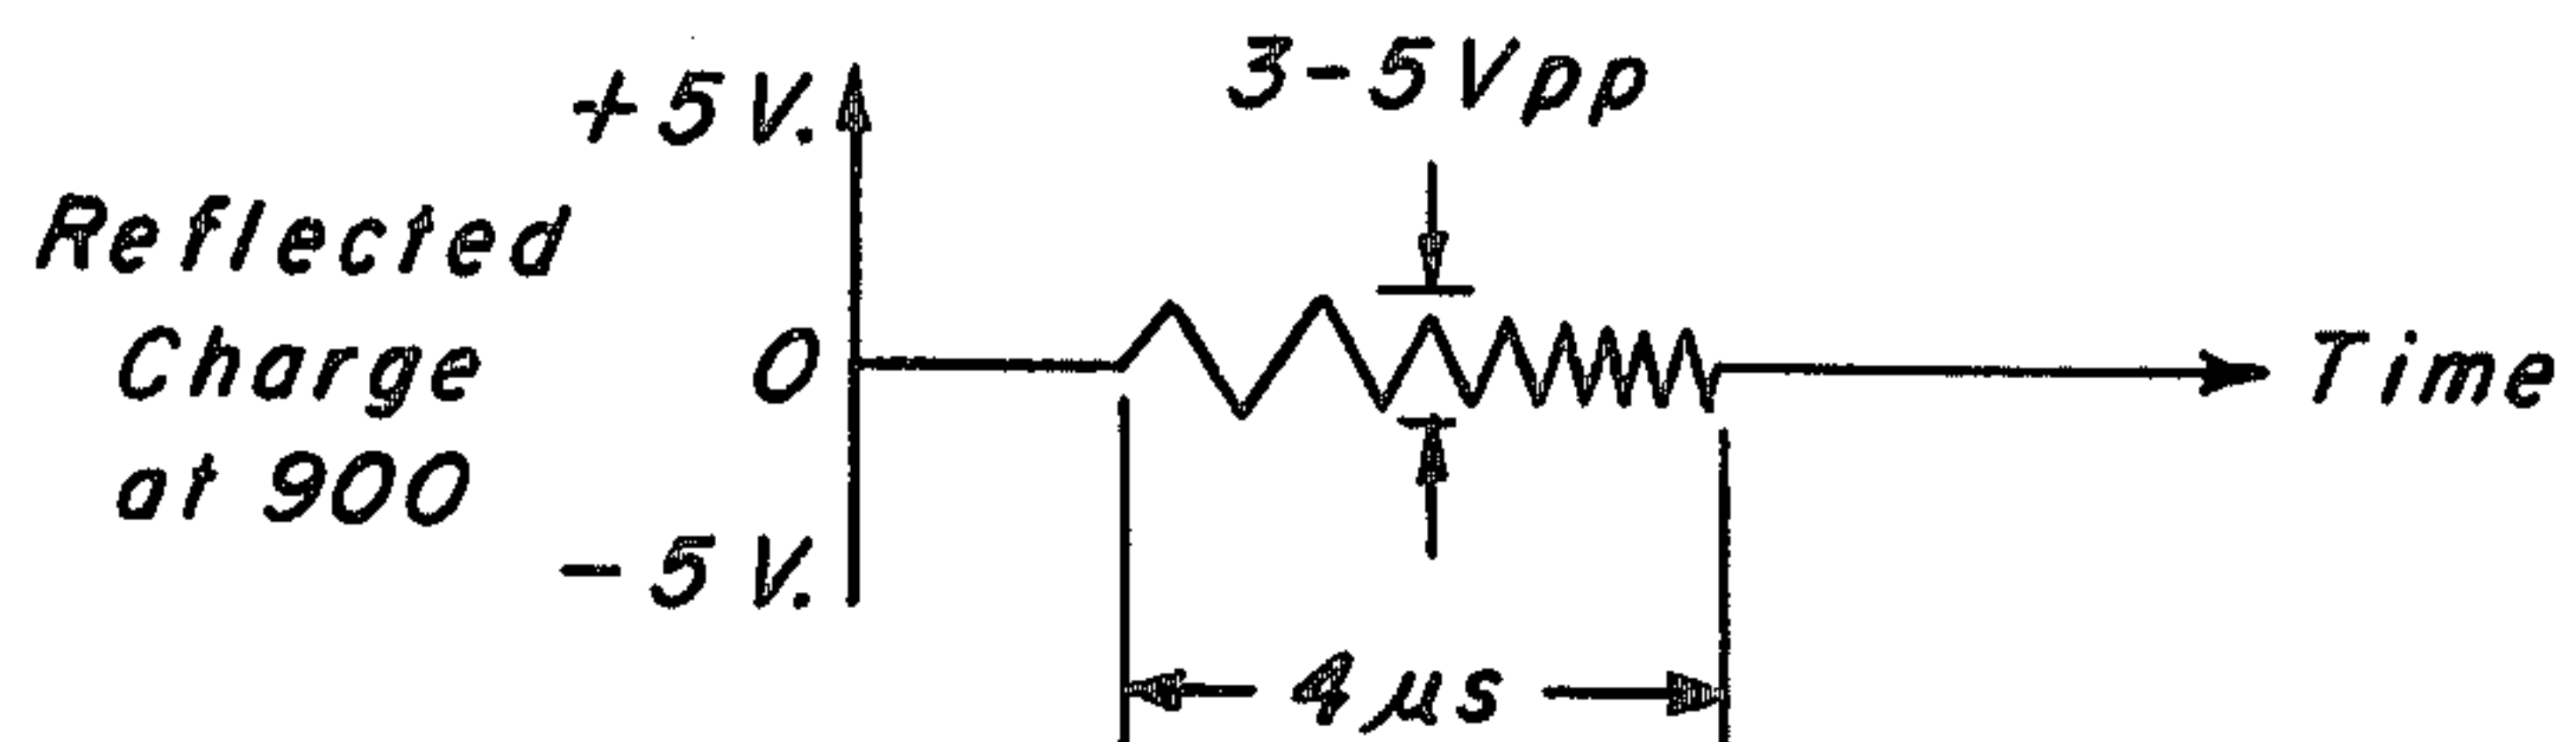 3-5Vpp
+5V.
Reflected
Charge
at 900
0
-5V.
Time
4μs